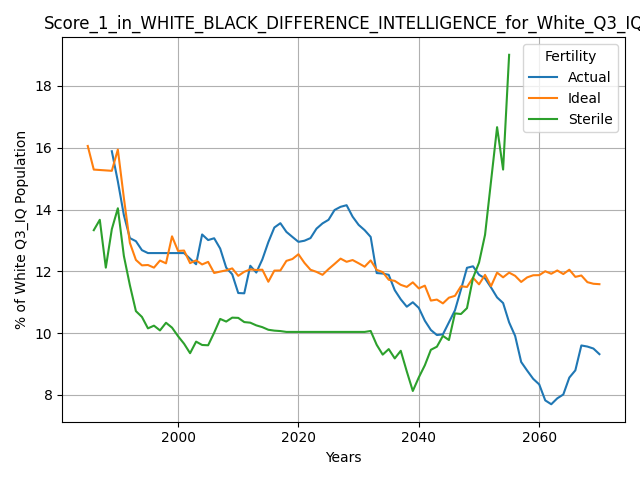 Score_1_in_WHITE_BLACK_DIFFERENCE_INTELLIGENCE_for_White_Q3_IQ
% of White Q3_IQ Population
18
16
14
12
10
8
2000 2020 2040 2060
Years
Fertility
Actual
Ideal
Sterile